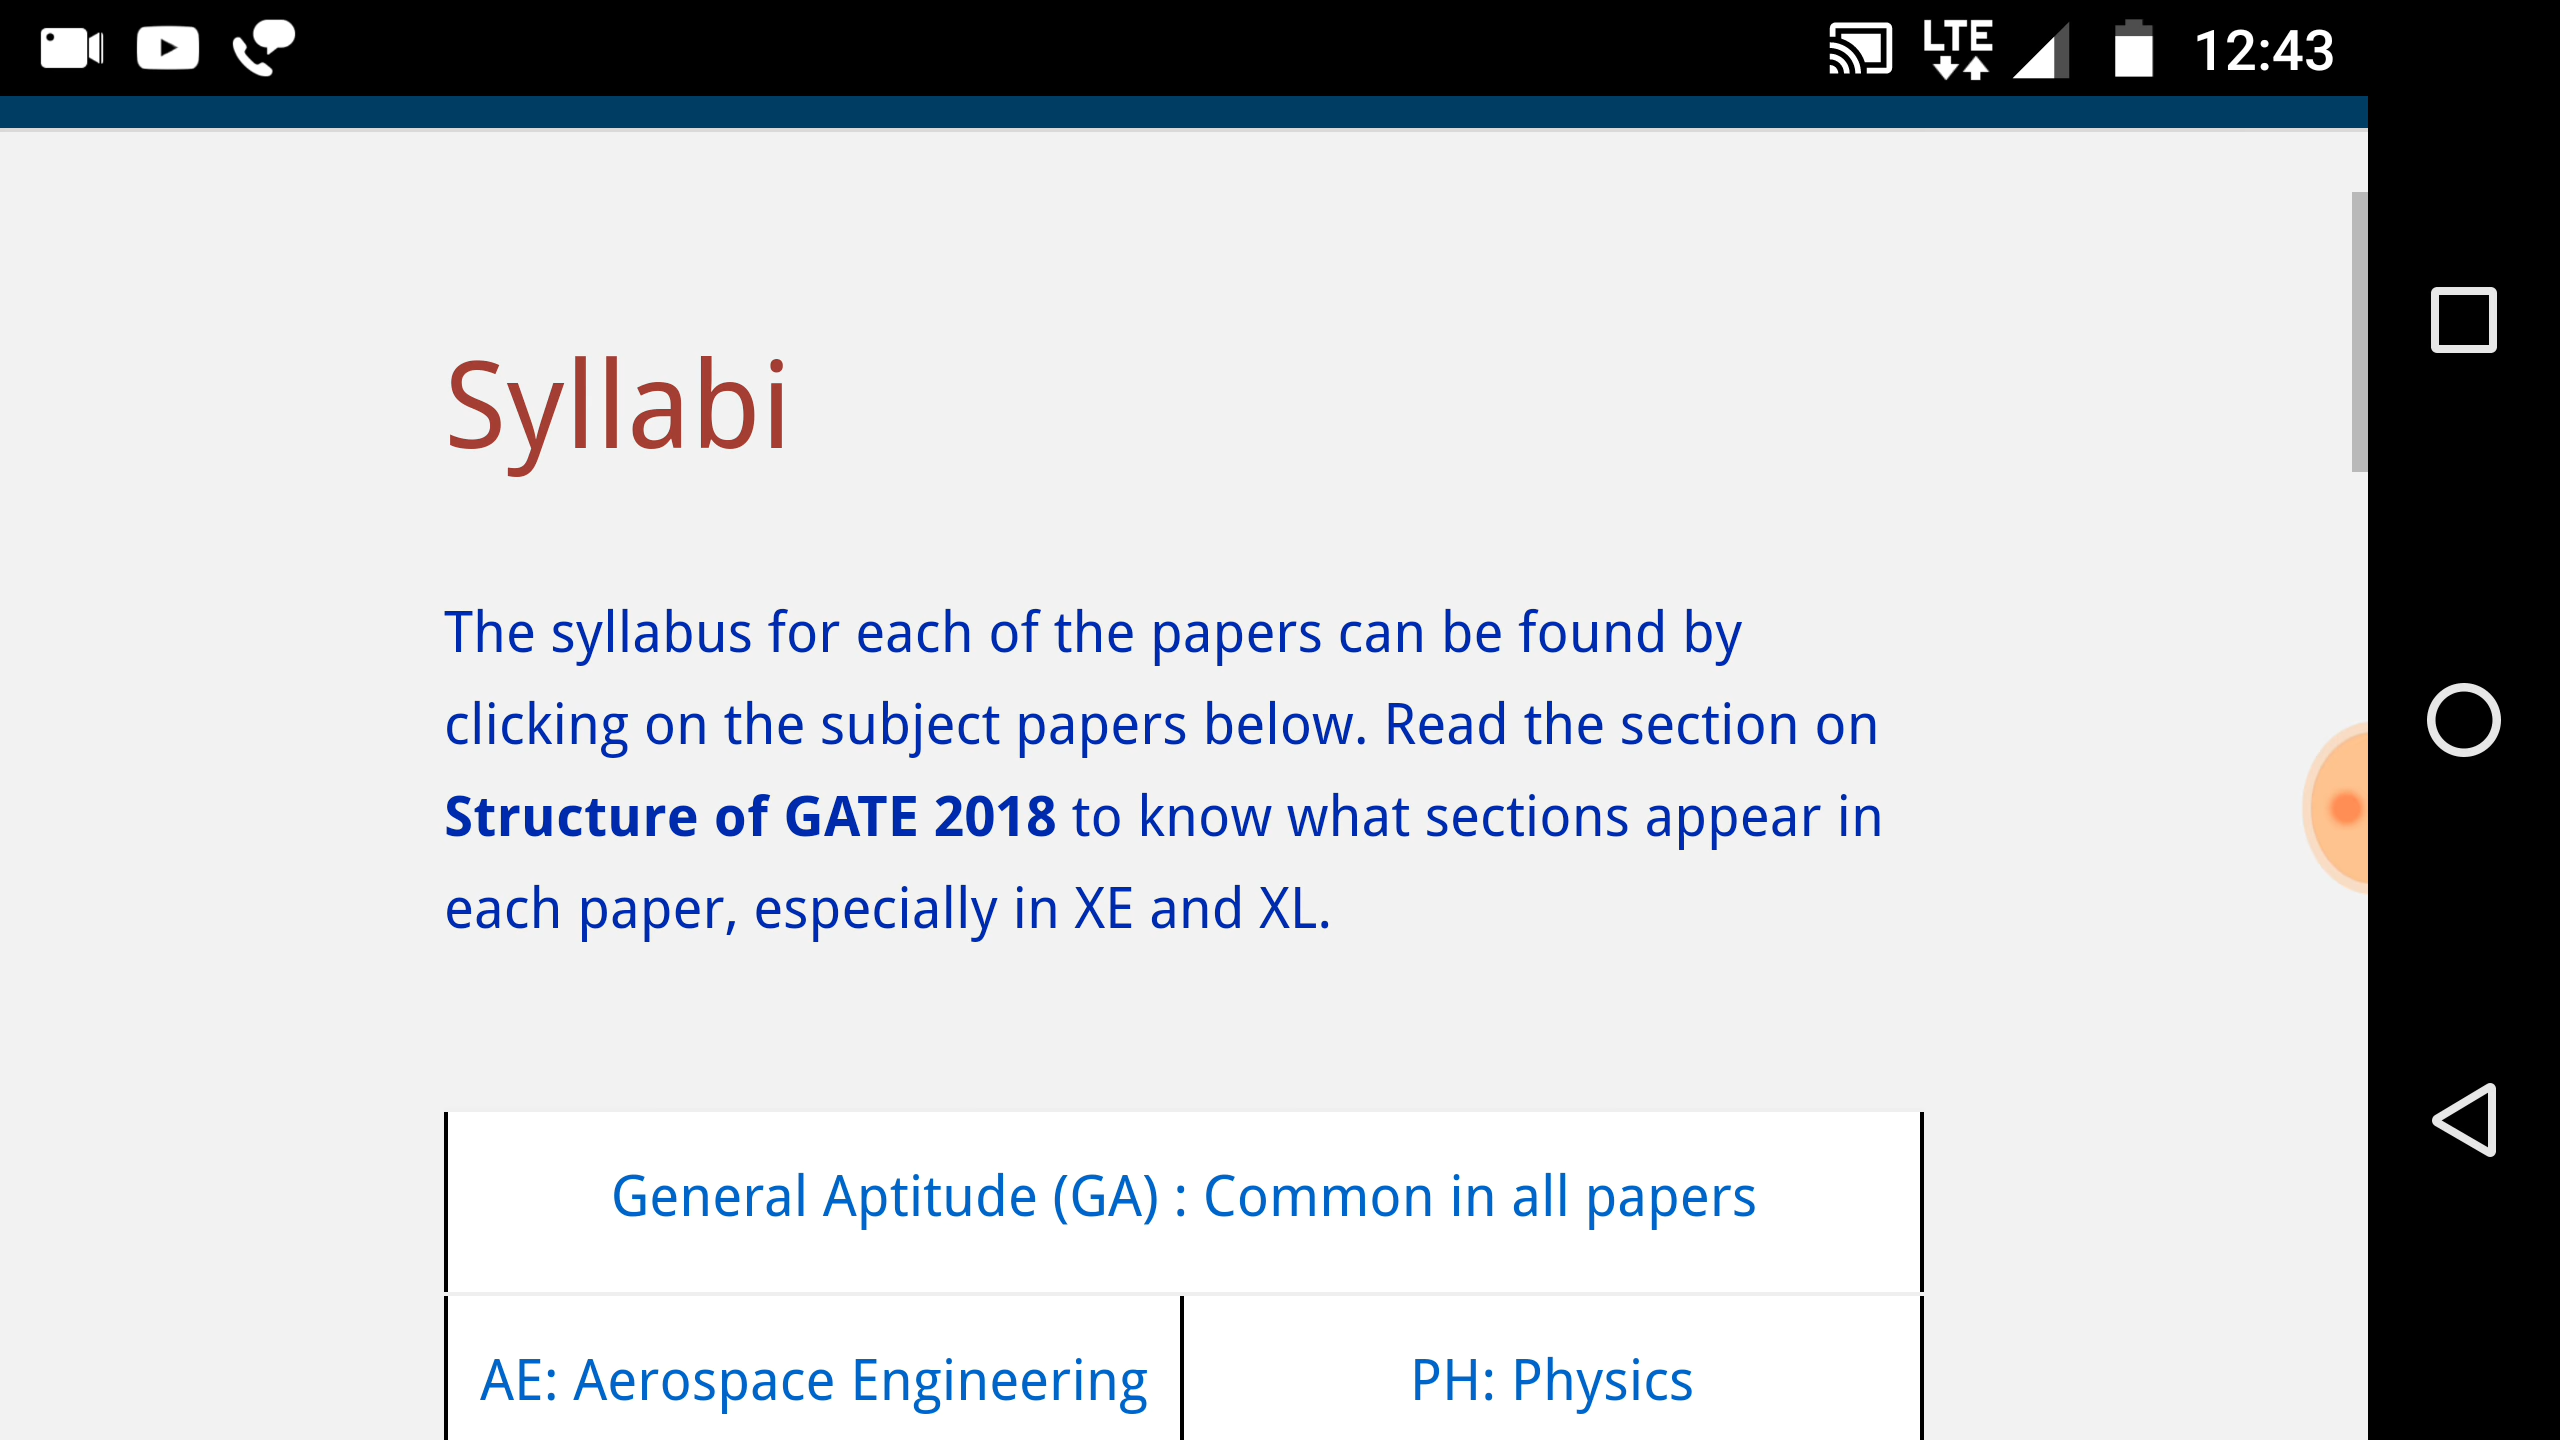 LTE 12:43
Syllabi
The syllabus for each of the papers can be found by
clicking on the subject papers below. Read the section on
Structure of GATE 2018 to know what sections appear in
each paper, especially in XE and XL.
General Aptitude (GA) : Common in all papers
AE: Aerospace Engineering
PH: Physics